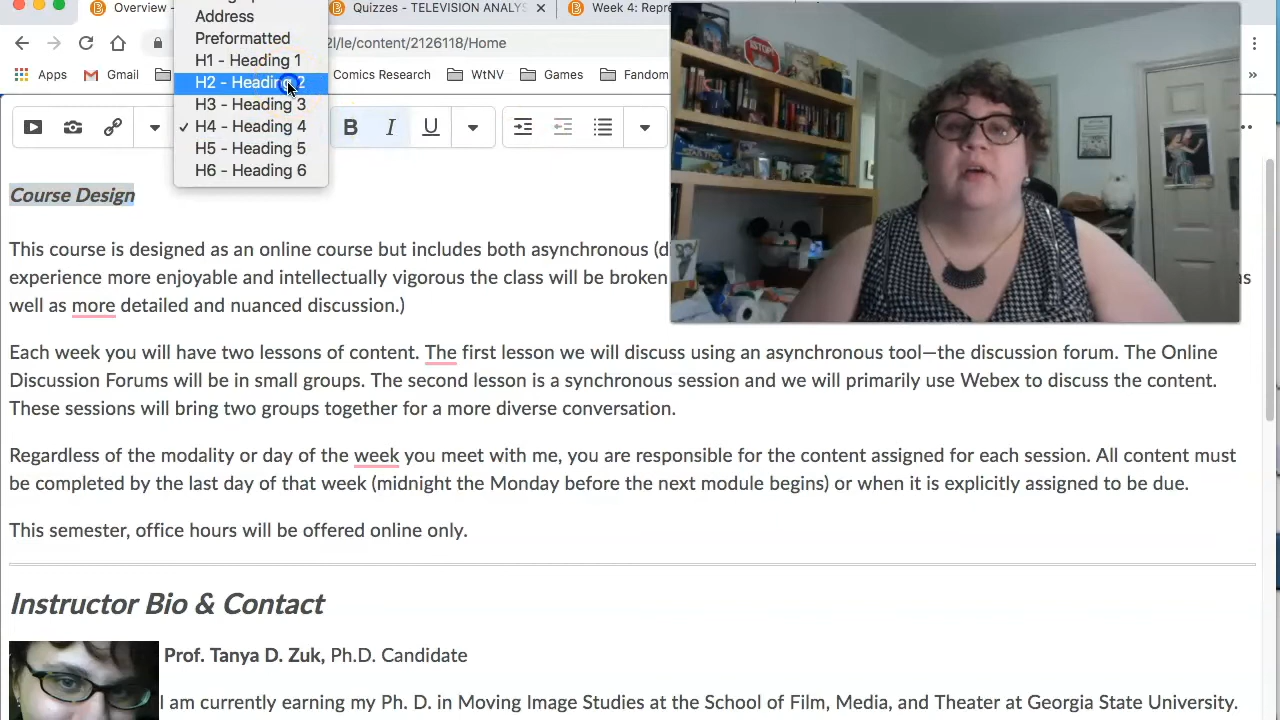 Overview -
Quizzes - TELEVISION ANALYS
Week 4: Repre
Address
Preformatted
2l/le/content/2126118/Home
H1 - Heading 1
Apps
Gmail
H2 - Heading 2
Comics Research
WtNV
Games
Fandom
H3 - Heading 3
✓ H4 - Heading 4
B I U
H5 - Heading 5
H6 - Heading 6
STOP
Course Design
This course is designed as an online course but includes both asynchronous (d
experience more enjoyable and intellectually vigorous the class will be broken
as
well as more detailed and nuanced discussion.)
Each week you will have two lessons of content. The first lesson we will discuss using an asynchronous tool—the discussion forum. The Online
Discussion Forums will be in small groups. The second lesson is a synchronous session and we will primarily use Webex to discuss the content.
These sessions will bring two groups together for a more diverse conversation.
Regardless of the modality or day of the week you meet with me, you are responsible for the content assigned for each session. All content must
be completed by the last day of that week (midnight the Monday before the next module begins) or when it is explicitly assigned to be due.
This semester, office hours will be offered online only.
Instructor Bio & Contact
Prof. Tanya D. Zuk, Ph.D. Candidate
I am currently earning my Ph. D. in Moving Image Studies at the School of Film, Media, and Theater at Georgia State University.